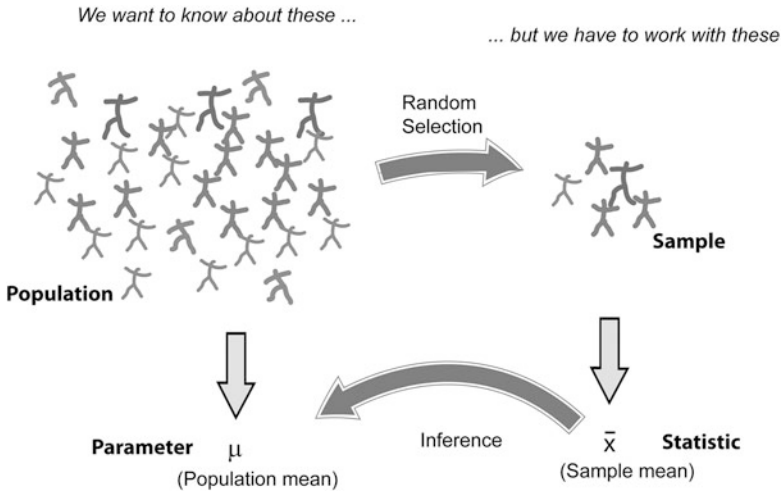 We want to know about these ...
... but we have to work with these
Random
Selection
Sample
Population
Parameter μ
(Population mean)
Inference
x̄ Statistic
(Sample mean)